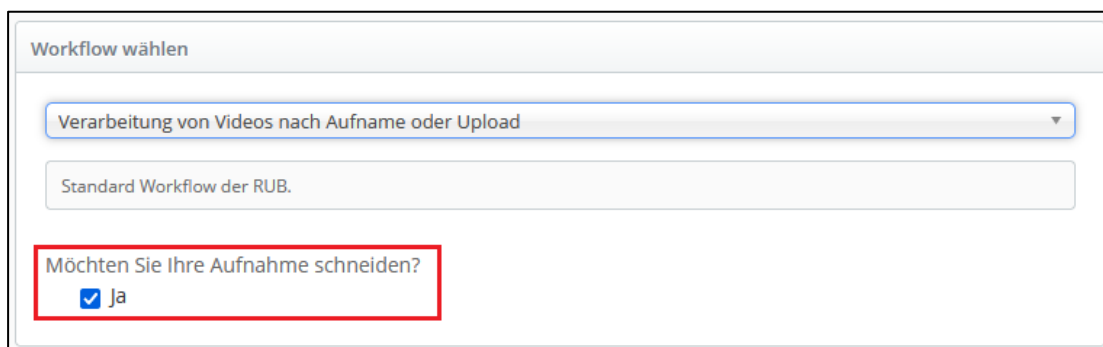 Workflow wählen
Verarbeitung von Videos nach Aufname oder Upload
Standard Workflow der RUB.
Möchten Sie Ihre Aufnahme schneiden?
Ja